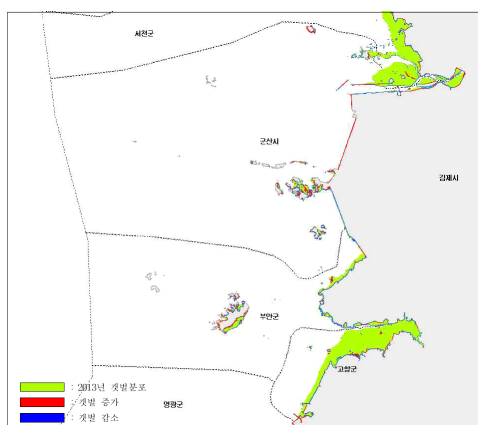 서천군
군산시
김제시
부안군
고창군
영광군
: 2013년 갯벌분포
: 갯벌 증가
: 갯벌 감소